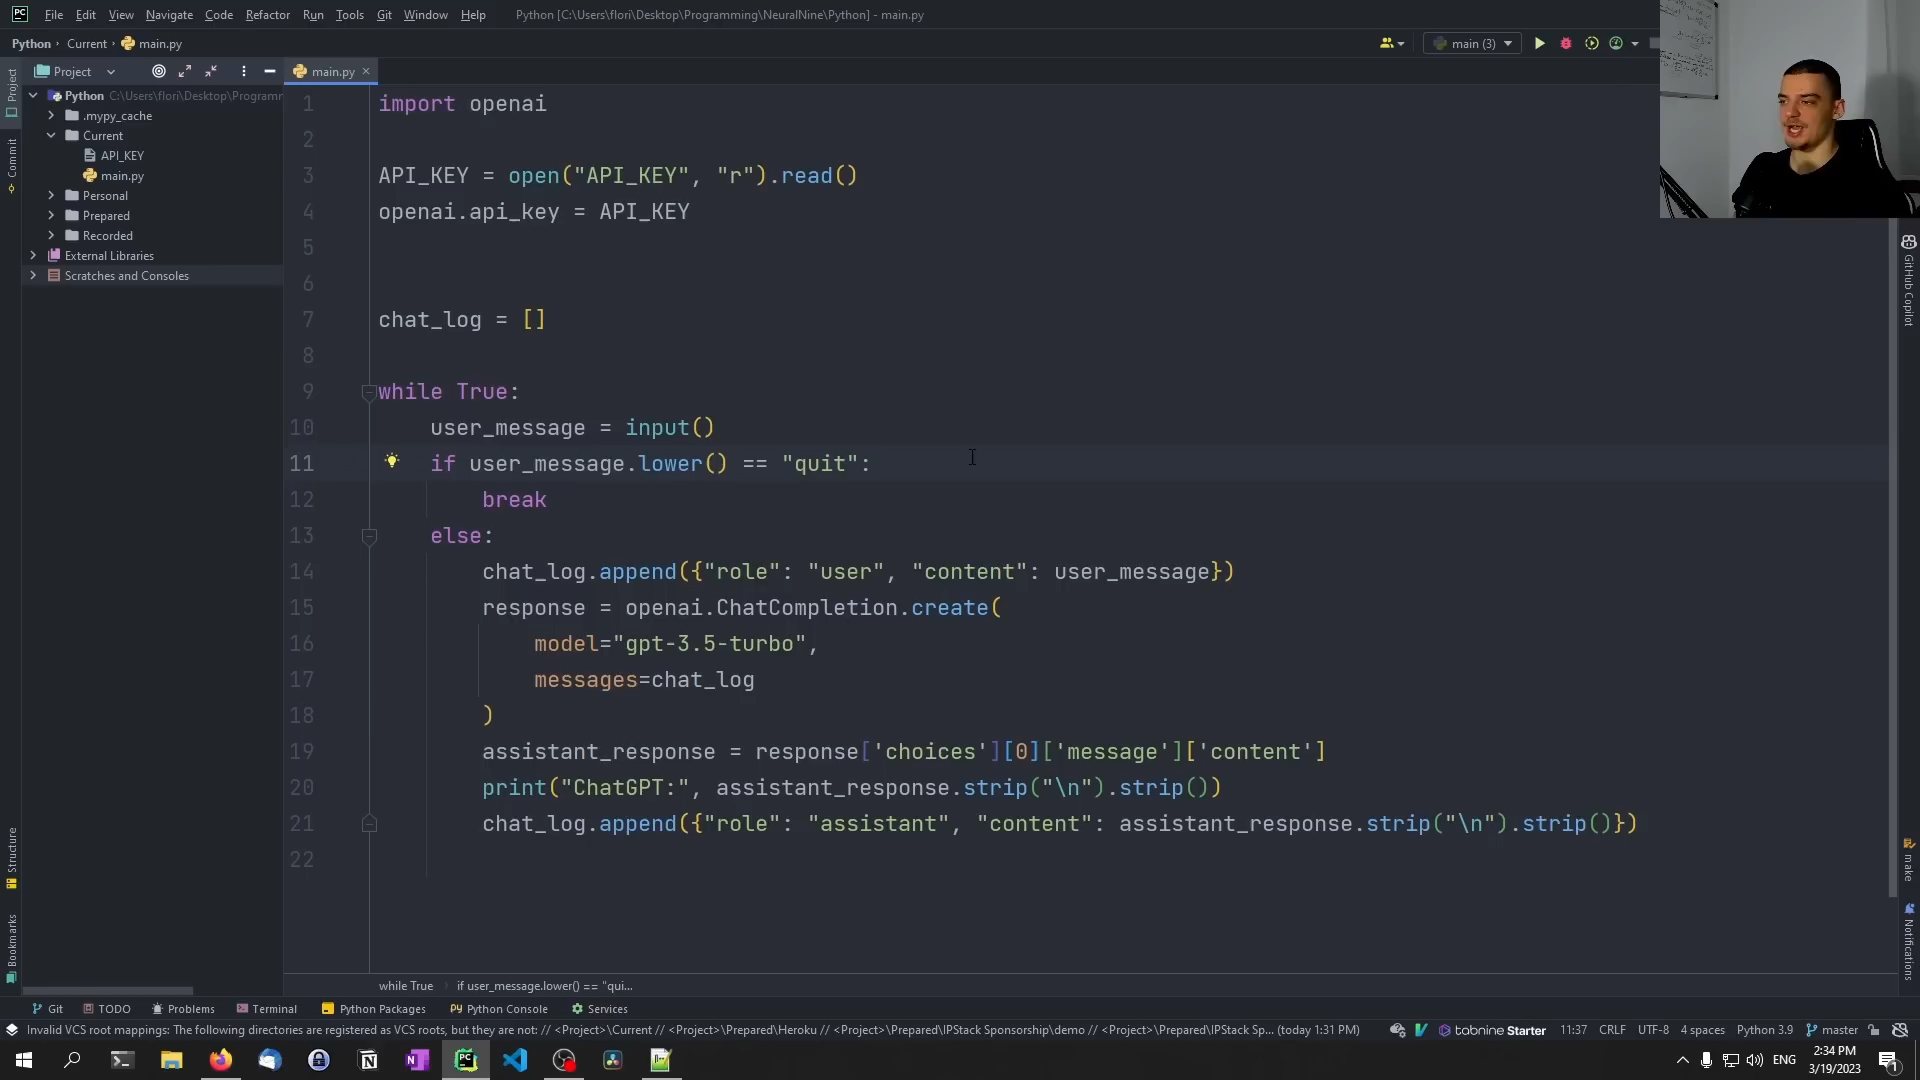 File Edit View Navigate Code Refactor Run Tools Git Window Help Python [C:\Users\flori\Desktop\Programming\NeuralNine\Python] - main.py
Python Current main.py main (3)
Project main.py
Python C:\Users\flori\Desktop\Programm
.mypy_cache
Current
API_KEY
main.py
Personal
Prepared
Recorded
External Libraries
Scratches and Consoles
Project
Commit
Structure
Bookmarks
1 import openai
2
3 API_KEY = open("API_KEY", "r").read()
4 openai.api_key = API_KEY
5
6
7 chat_log = []
8
9 while True:
10 user_message = input()
11 if user_message.lower() == "quit":
12 break
13 else:
14 chat_log.append({"role": "user", "content": user_message})
15 response = openai.ChatCompletion.create(
16 model="gpt-3.5-turbo",
17 messages=chat_log
18 )
19 assistant_response = response['choices'][0]['message']['content']
20 print("ChatGPT:", assistant_response.strip("\n").strip())
21 chat_log.append({"role": "assistant", "content": assistant_response.strip("\n").strip()})
22
GitHub Copilot
make
Notifications
while True if user_message.lower() == "qui...
Git TODO Problems Terminal Python Packages Python Console Services
Invalid VCS root mappings: The following directories are registered as VCS roots, but they are not: // <Project>\Current // <Project>\Prepared\Heroku // <Project>\Prepared\IPStack Sponsorship\demo // <Project>\Prepared\IPStack Sp... (today 1:31 PM) tabnine Starter 11:37 CRLF UTF-8 4 spaces Python 3.9 master
ENG 2:34 PM
3/19/2023
1